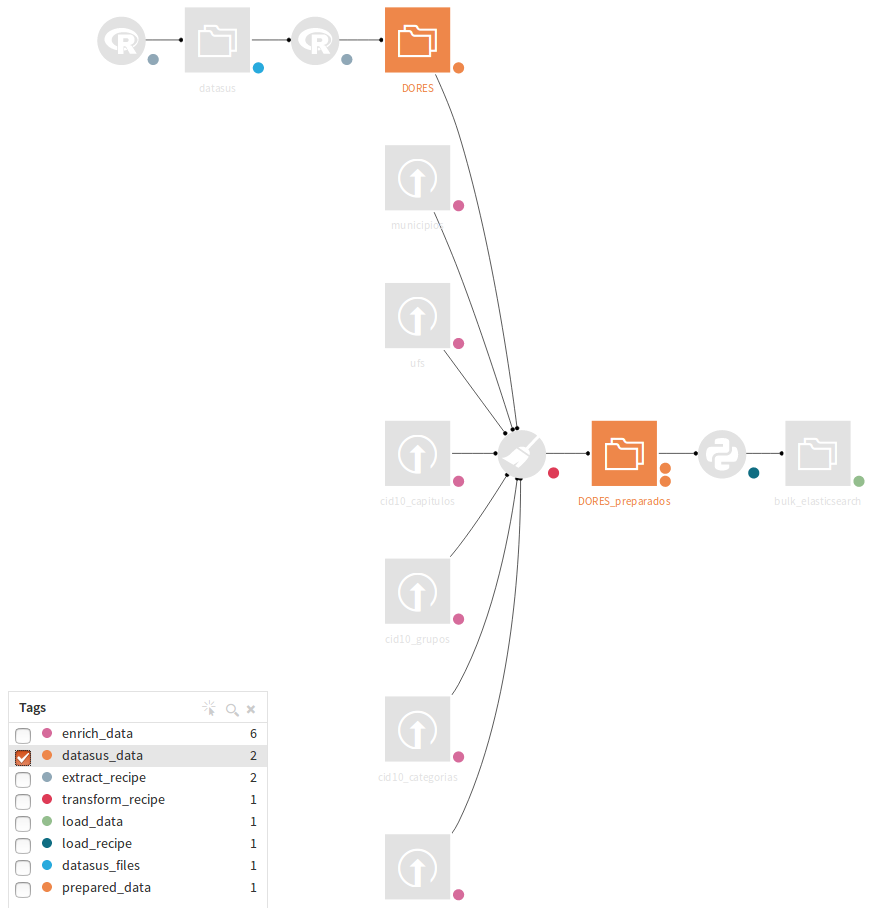 datasus
DORES
municipios
ufs
cid10_capitulos
DORES_preparados
bulk_elasticsearch
cid10_grupos
cid10_categorias
Tags
enrich_data 6
datasus_data 2
extract_recipe 2
transform_recipe 1
load_data 1
load_recipe 1
datasus_files 1
prepared_data 1